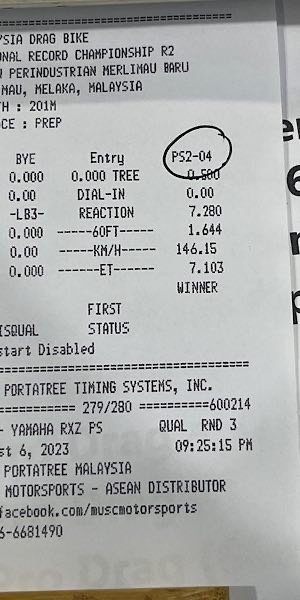 YSIA DRAG BIKE
ONAL RECORD CHAMPIONSHIP R2
N PERINDUSTRIAN MERLIMAU BARU
MAU, MELAKA, MALAYSIA
TH : 201M
CE : PREP
BYE Entry PS2-04
0.000 0.000 TREE 0.500
0.00 DIAL-IN 0.00
-LB3- REACTION 7.280
0.000 ------60FT----- 1.644
0.00 -----KM/H----- 146.15
0.000 ------ET----- 7.103
WINNER
FIRST
ISQUAL STATUS
start Disabled
PORTATREE TIMING SYSTEMS, INC.
=========== 279/280 ==========600214
- YAMAHA RXZ PS QUAL RND 3
st 6, 2023 09:25:15 PM
PORTATREE MALAYSIA
MOTORSPORTS - ASEAN DISTRIBUTOR
facebook.com/muscmotorsports
6-6681490